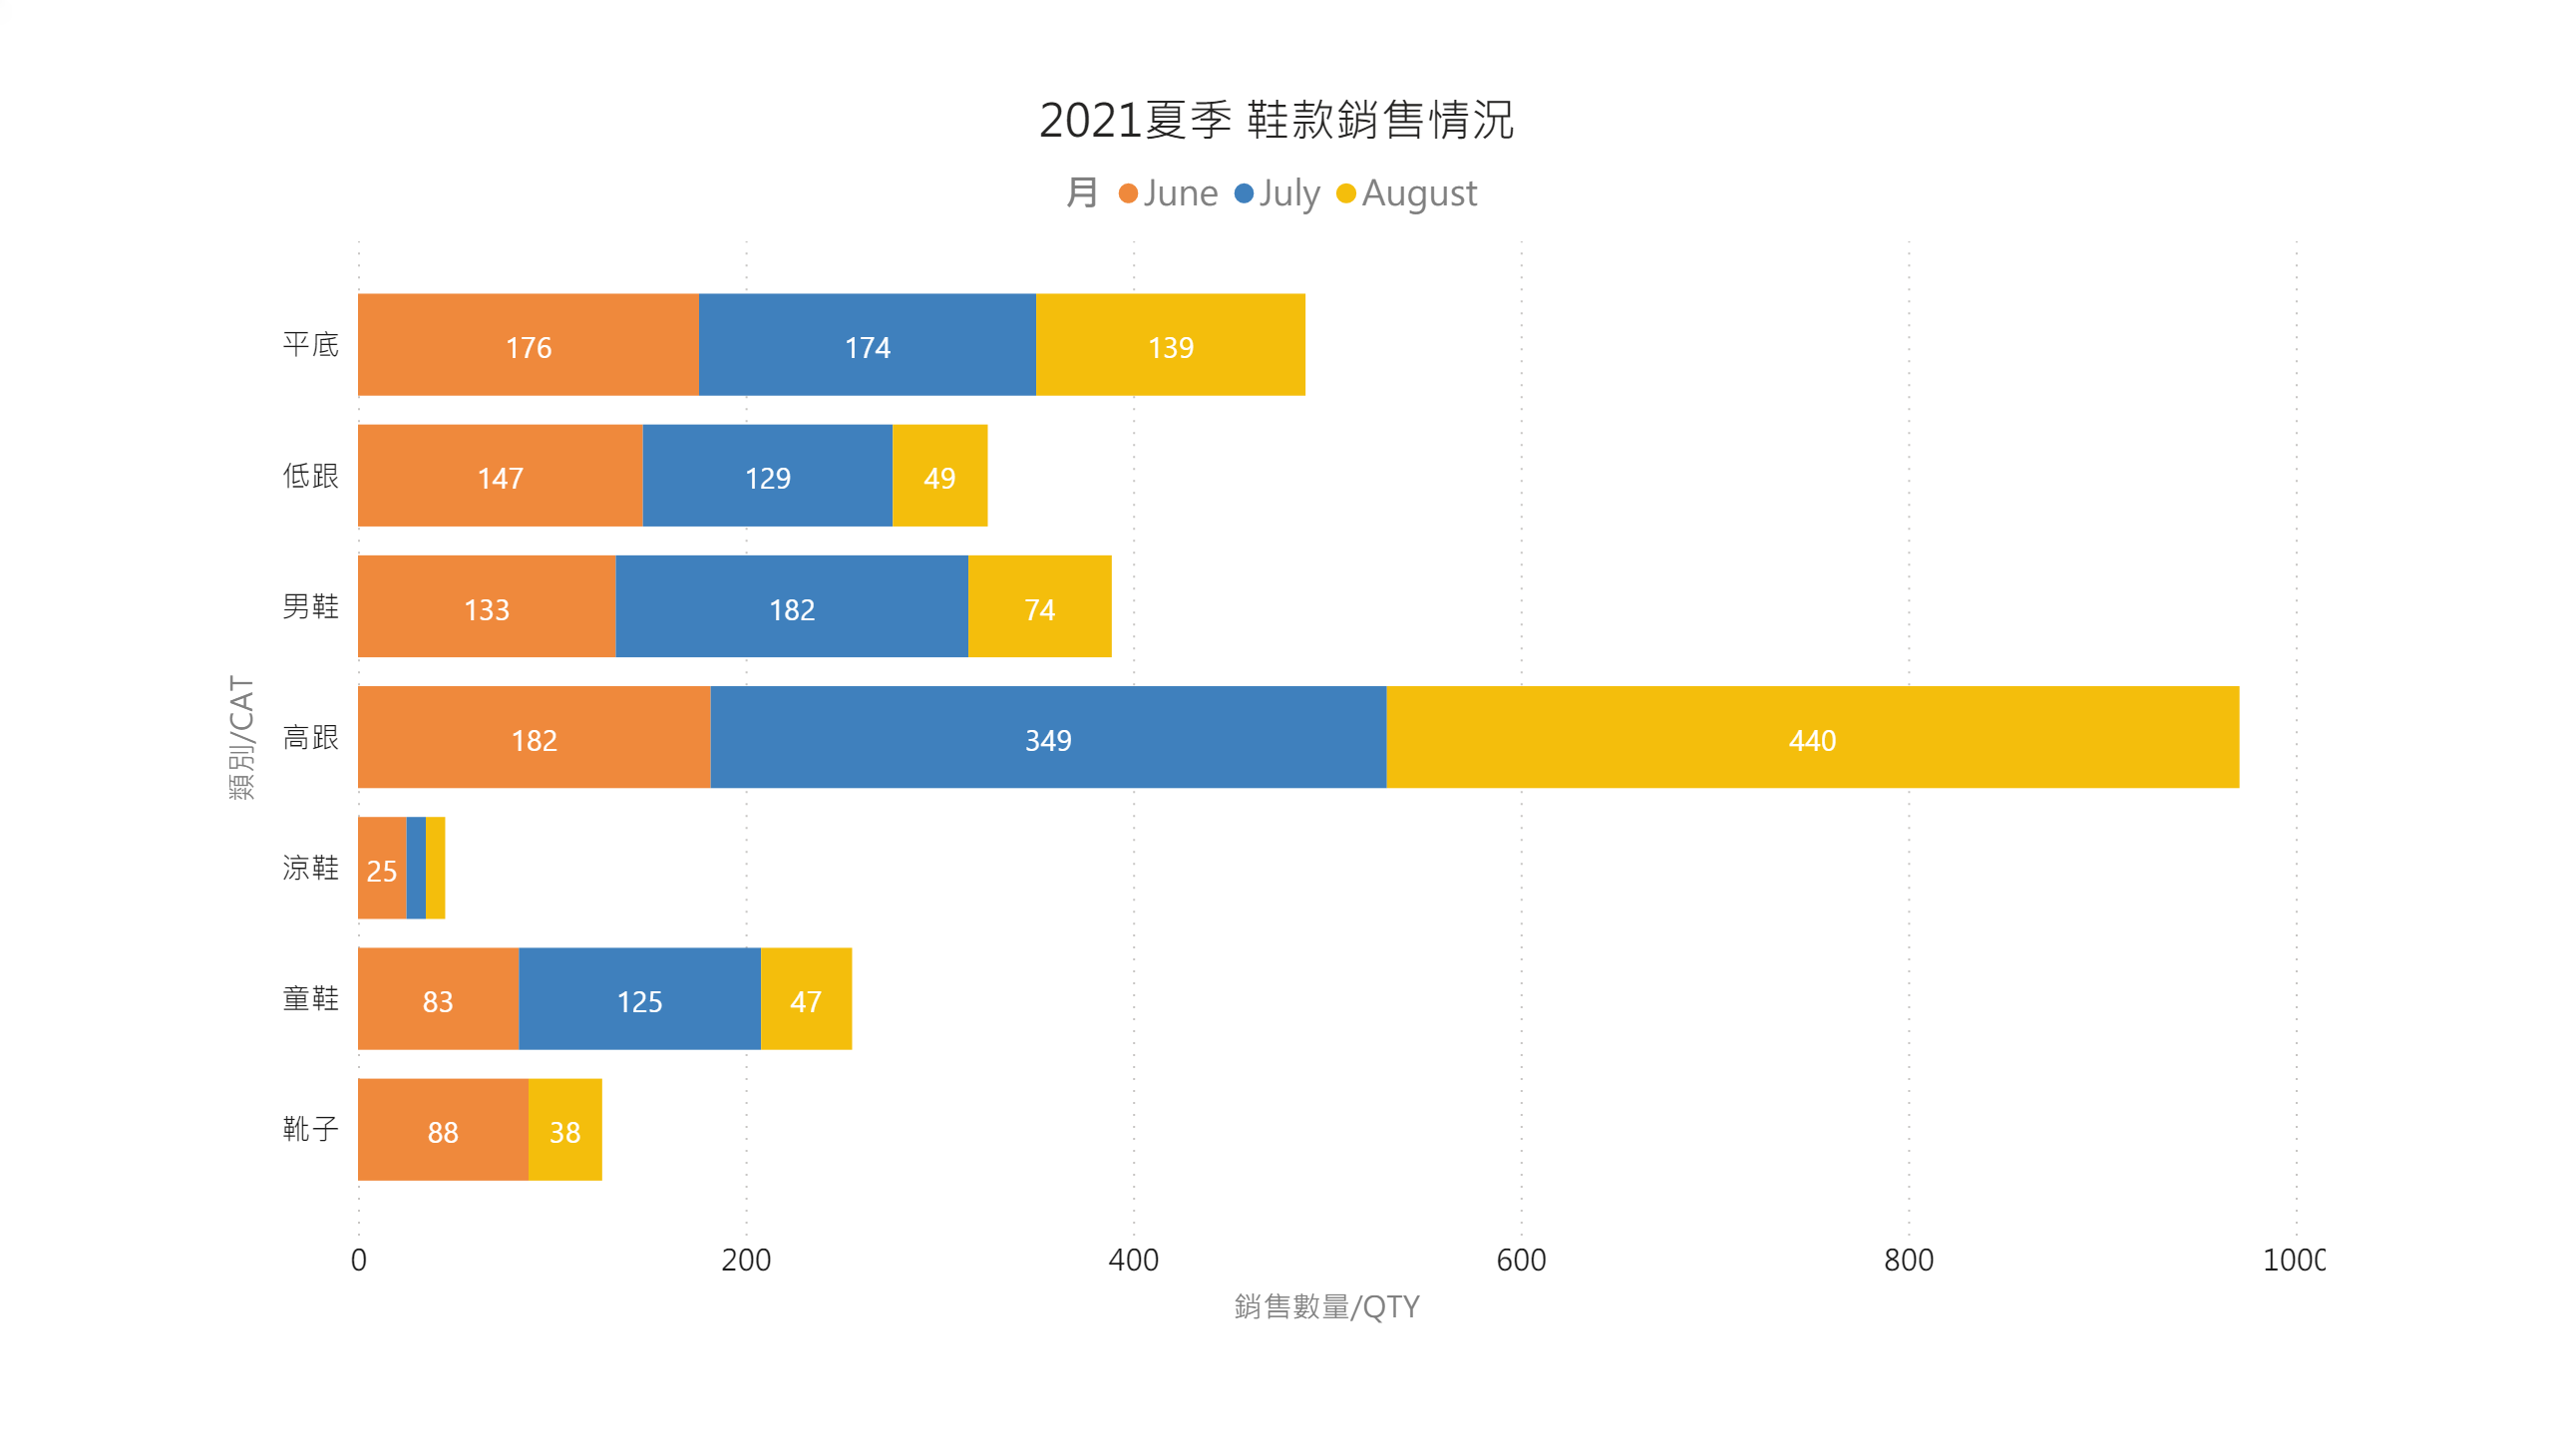 2021夏季 鞋款銷售情況
月 June July August
平底 176 174 139
低跟 147 129 49
男鞋 133 182 74
高跟 182 349 440
涼鞋 25
童鞋 83 125 47
靴子 88 38
類別/CAT
0 200 400 600 800 1000
銷售數量/QTY